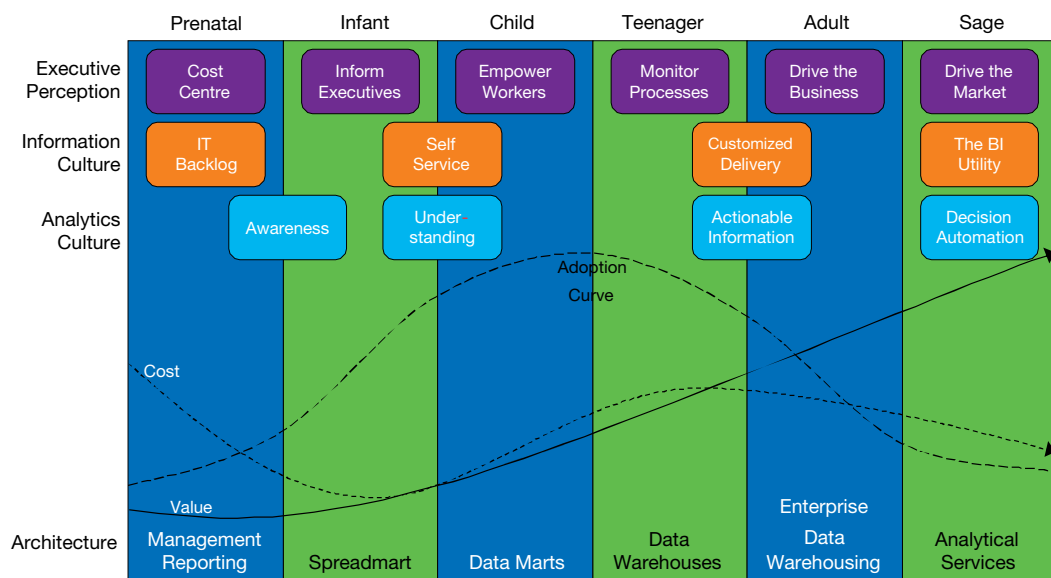 Prenatal
Infant
Child
Teenager
Adult
Sage
Executive
Perception
Cost
Centre
Inform
Executives
Empower
Workers
Monitor
Processes
Drive the
Business
Drive the
Market
Information
Culture
IT
Backlog
Self
Service
Customized
Delivery
The BI
Utility
Analytics
Culture
Awareness
Under-
standing
Actionable
Information
Decision
Automation
Adoption
Curve
Cost
Value
Architecture
Management
Reporting
Spreadmart
Data Marts
Data
Warehouses
Enterprise
Data
Warehousing
Analytical
Services